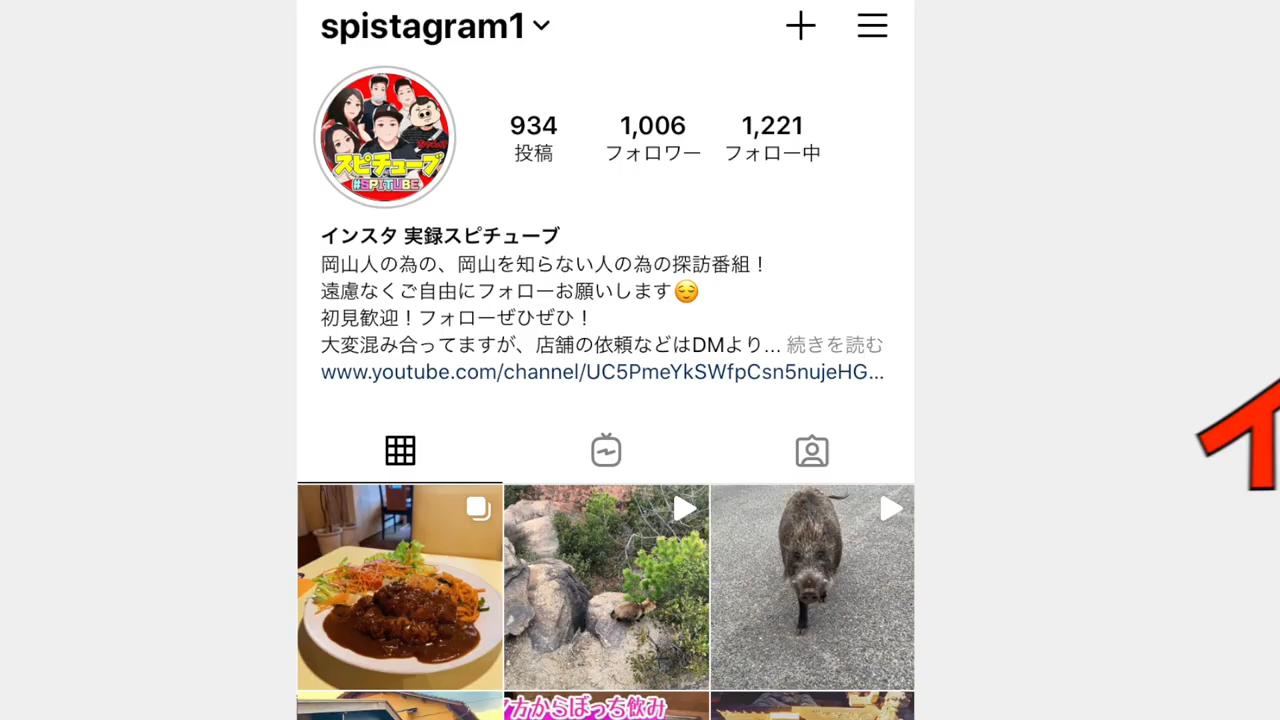 spistagram1
スピチューブ
#SPITUBE
934
投稿
1,006
フォロワー
1,221
フォロー中
インスタ 実録スピチューブ
岡山人の為の、岡山を知らない人の為の探訪番組！
遠慮なくご自由にフォローお願いします😌
初見歓迎！フォローぜひぜひ！
大変混み合ってますが、店舗の依頼などはDMより... 続きを読む
www.youtube.com/channel/UC5PmeYkSWfpCsn5nujeHG...
夕方からぼっち飲み
イ